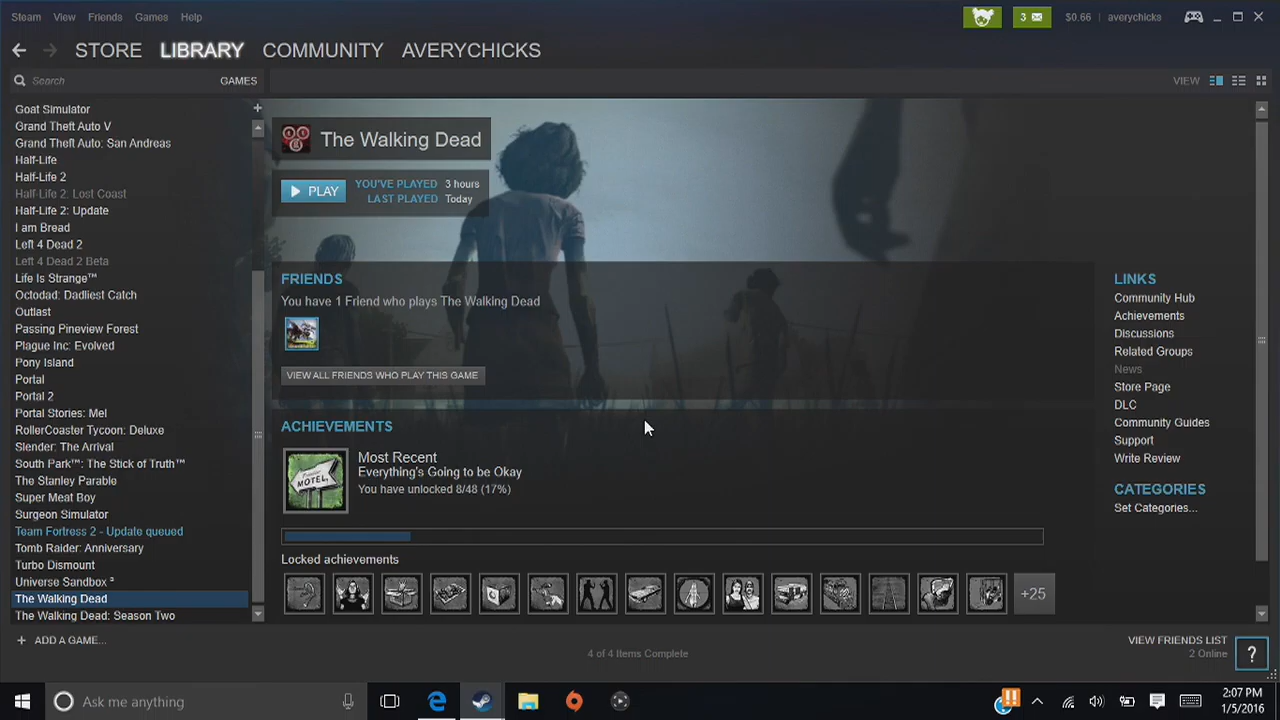 Steam View Friends Games Help
3 $0.66 | averychicks
STORE LIBRARY COMMUNITY AVERYCHICKS
Search GAMES
VIEW
Goat Simulator
Grand Theft Auto V
Grand Theft Auto: San Andreas
Half-Life
Half-Life 2
Half-Life 2: Lost Coast
Half-Life 2: Update
I am Bread
Left 4 Dead 2
Left 4 Dead 2 Beta
Life Is Strange™
Octodad: Dadliest Catch
Outlast
Passing Pineview Forest
Plague Inc: Evolved
Pony Island
Portal
Portal 2
Portal Stories: Mel
RollerCoaster Tycoon: Deluxe
Slender: The Arrival
South Park™: The Stick of Truth™
The Stanley Parable
Super Meat Boy
Surgeon Simulator
Team Fortress 2 - Update queued
Tomb Raider: Anniversary
Turbo Dismount
Universe Sandbox ²
The Walking Dead
The Walking Dead: Season Two
+ ADD A GAME...
The Walking Dead
PLAY
YOU'VE PLAYED 3 hours
LAST PLAYED Today
FRIENDS
You have 1 Friend who plays The Walking Dead
VIEW ALL FRIENDS WHO PLAY THIS GAME
ACHIEVEMENTS
MOTEL
Most Recent
Everything's Going to be Okay
You have unlocked 8/48 (17%)
Locked achievements
+25
LINKS
Community Hub
Achievements
Discussions
Related Groups
News
Store Page
DLC
Community Guides
Support
Write Review
CATEGORIES
Set Categories...
4 of 4 Items Complete
VIEW FRIENDS LIST
2 Online
?
Ask me anything
2:07 PM
1/5/2016